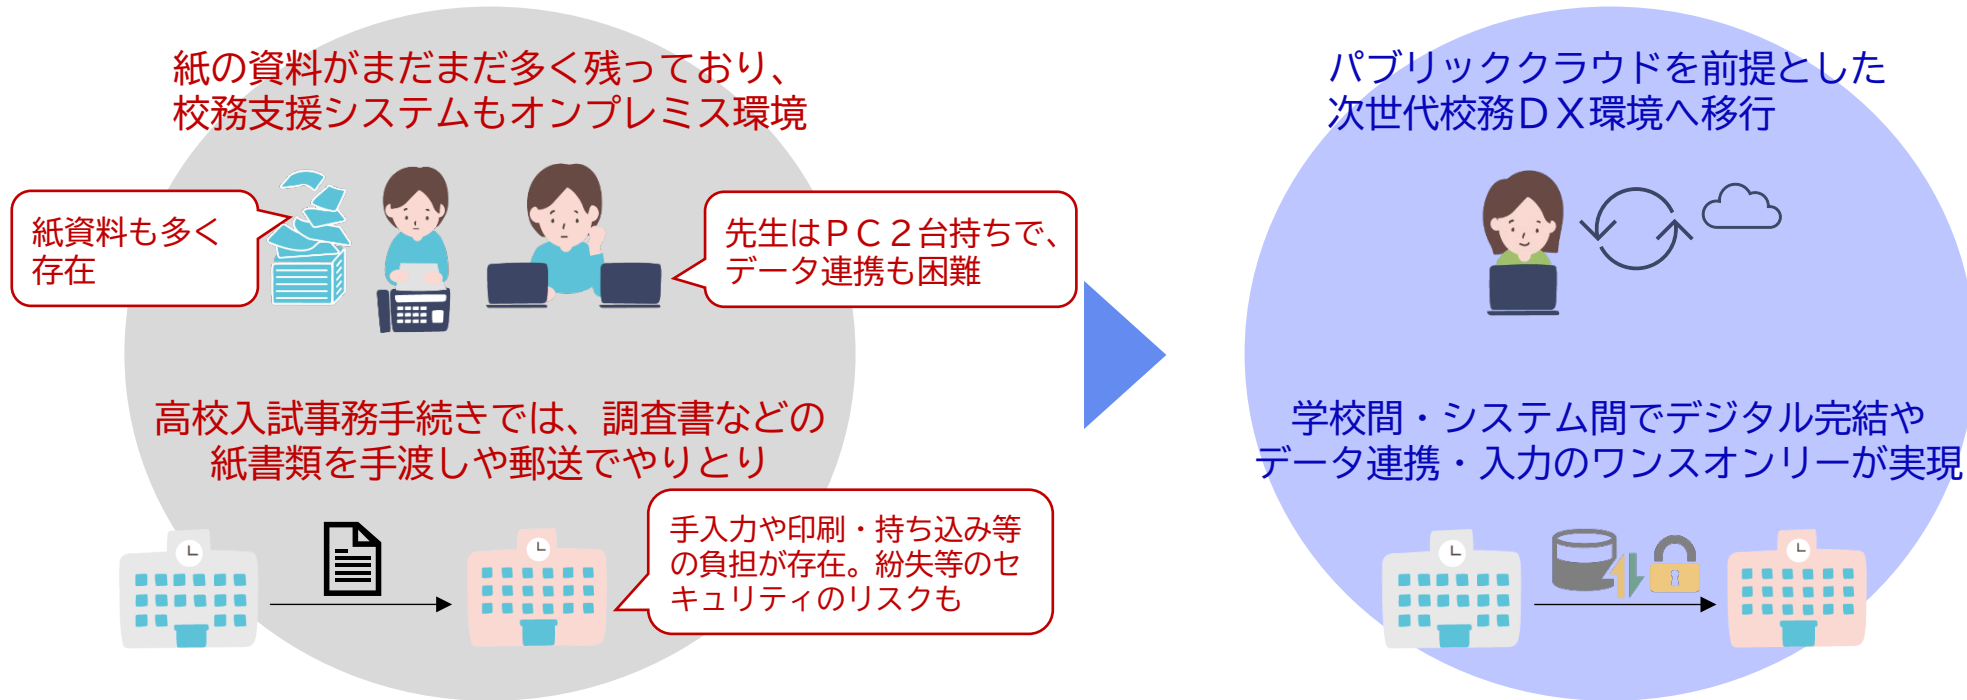 紙の資料がまだまだ多く残っており、
校務支援システムもオンプレミス環境
紙資料も多く
存在
先生はＰＣ２台持ちで、
データ連携も困難
高校入試事務手続きでは、調査書などの
紙書類を手渡しや郵送でやりとり
手入力や印刷・持ち込み等
の負担が存在。紛失等のセ
キュリティのリスクも
パブリッククラウドを前提とした
次世代校務ＤＸ環境へ移行
学校間・システム間でデジタル完結や
データ連携・入力のワンスオンリーが実現